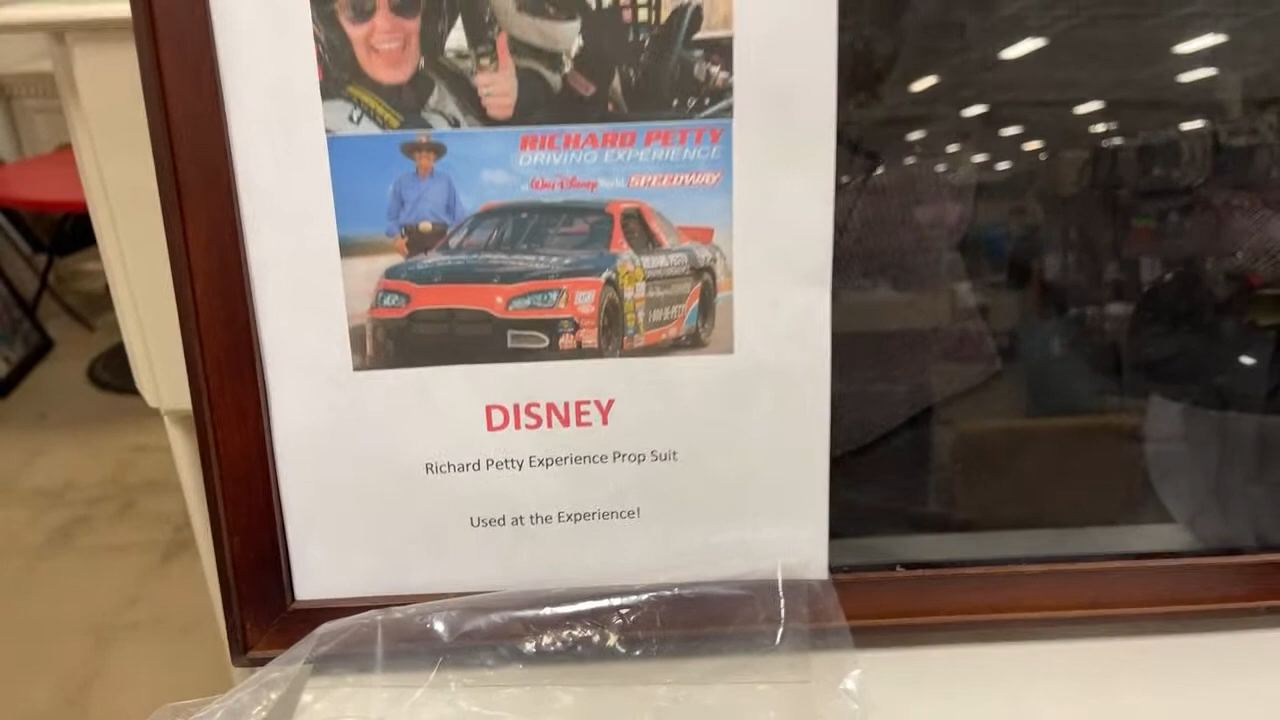 RICHARD PETTY
DRIVING EXPERIENCE
Walt Disney World SPEEDWAY
DISNEY
Richard Petty Experience Prop Suit
Used at the Experience!